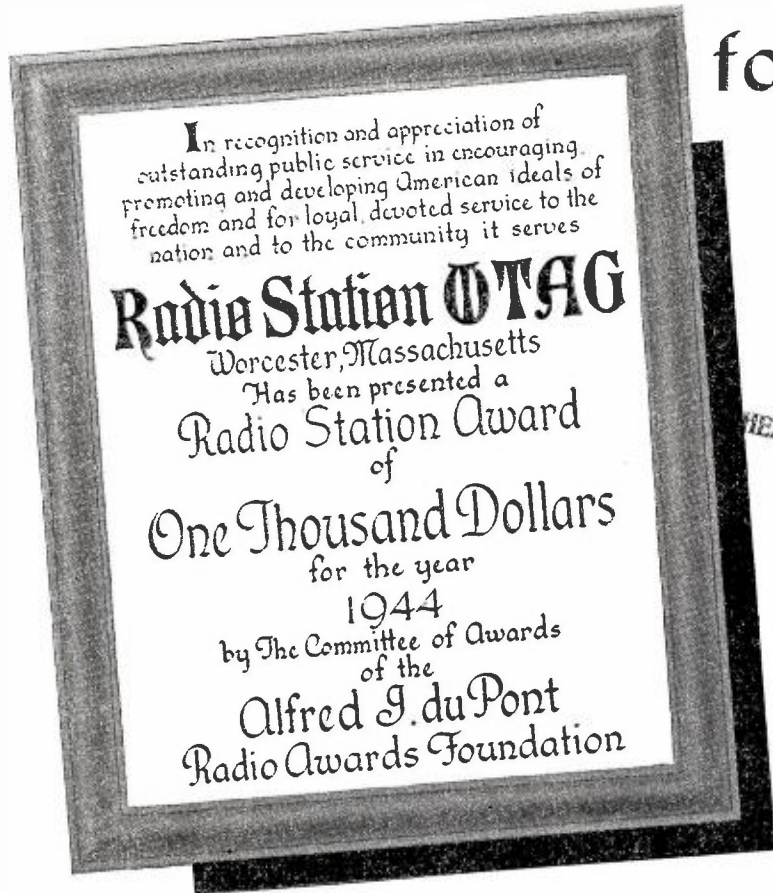 fo
In recognition and appreciation of
outstanding public service in encouraging,
promoting and developing American ideals of
freedom and for loyal, devoted service to the
nation and to the community it serves
Radio Station WTAG
Worcester, Massachusetts
Has been presented a
Radio Station Award
of
One Thousand Dollars
for the year
1944
by The Committee of Awards
of the
Alfred I. duPont
Radio Awards Foundation